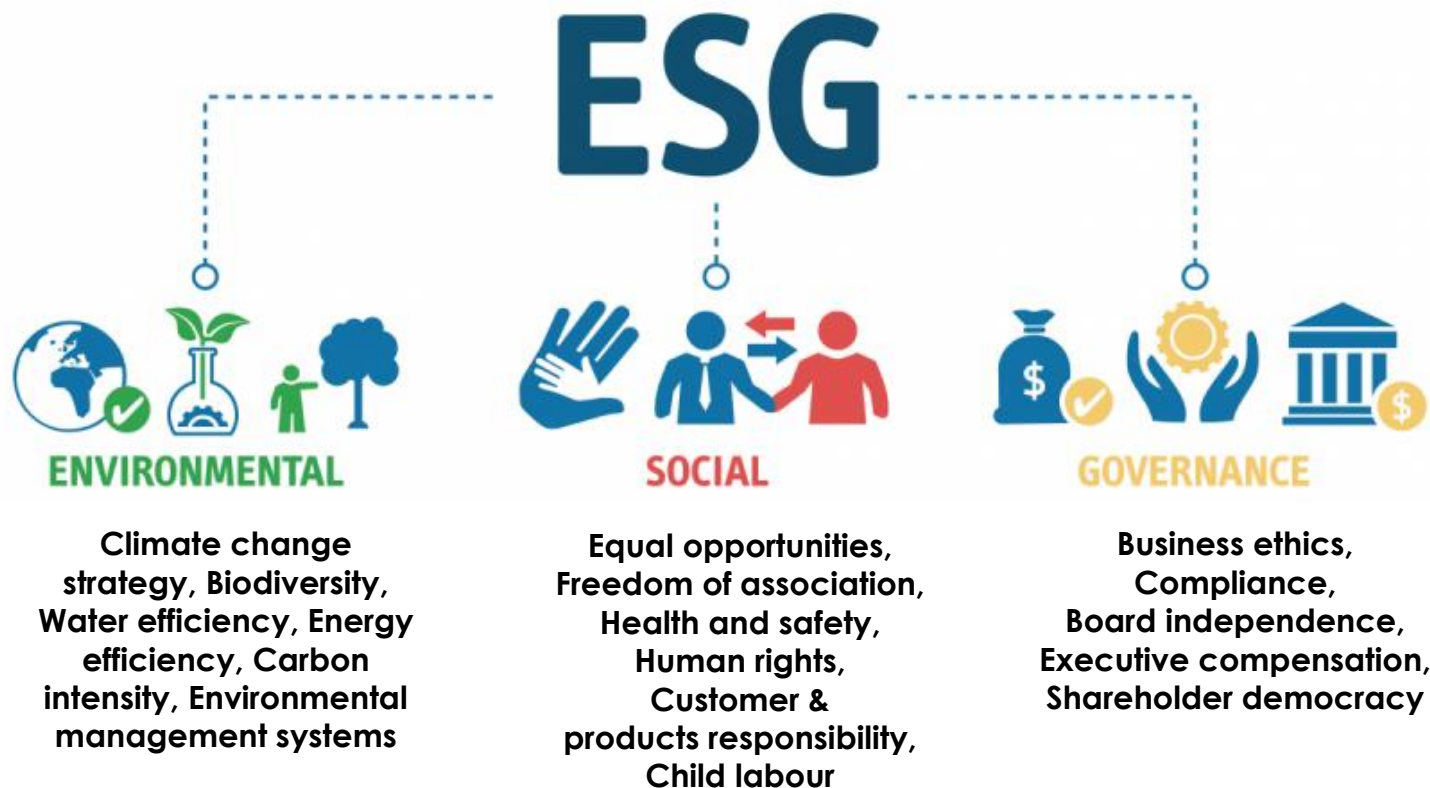 ESG
ENVIRONMENTAL
Climate change
strategy, Biodiversity,
Water efficiency, Energy
efficiency, Carbon
intensity, Environmental
management systems
SOCIAL
Equal opportunities,
Freedom of association,
Health and safety,
Human rights,
Customer &
products responsibility,
Child labour
$
$
GOVERNANCE
Business ethics,
Compliance,
Board independence,
Executive compensation,
Shareholder democracy